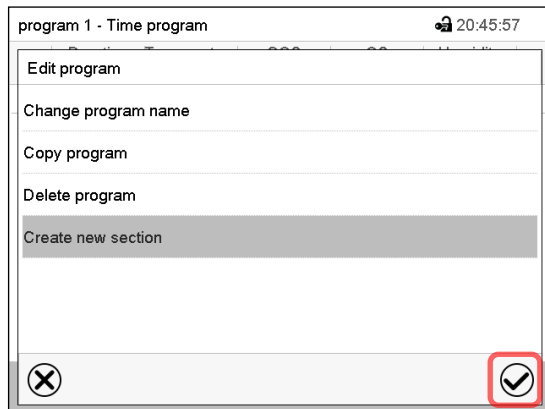 program 1 - Time program 20:45:57
Edit program
Change program name
Copy program
Delete program
Create new section